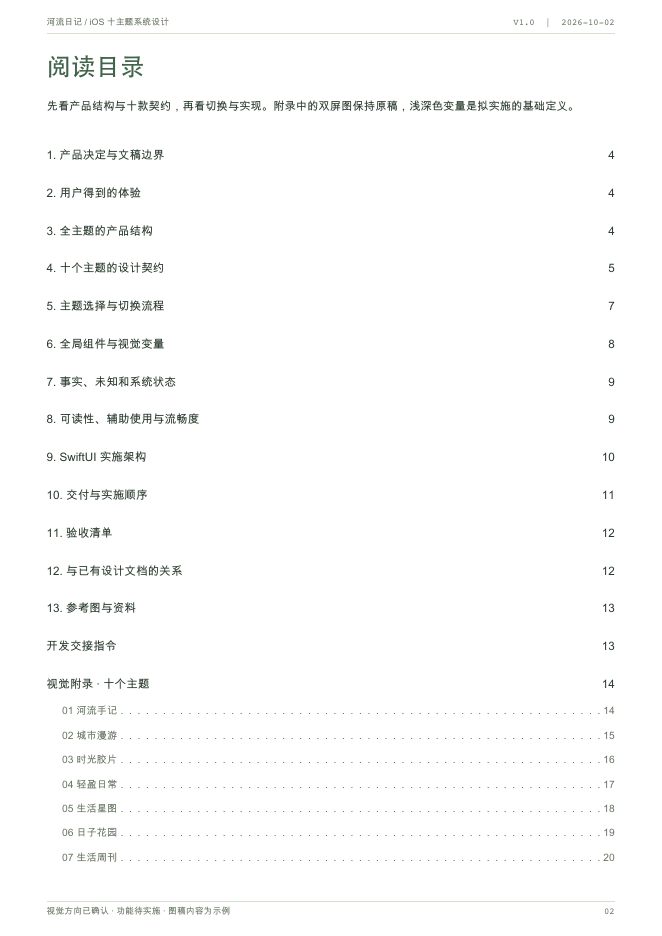 河流日记 / iOS 十主题系统设计 V1.0 | 2026-10-02
阅读目录
先看产品结构与十款契约，再看切换与实现。附录中的双屏图保持原稿，浅深色变量是拟实施的基础定义。
1. 产品决定与文稿边界 4
2. 用户得到的体验 4
3. 全主题的产品结构 4
4. 十个主题的设计契约 5
5. 主题选择与切换流程 7
6. 全局组件与视觉变量 8
7. 事实、未知和系统状态 9
8. 可读性、辅助使用与流畅度 9
9. SwiftUI 实施架构 10
10. 交付与实施顺序 11
11. 验收清单 12
12. 与已有设计文档的关系 12
13. 参考图与资料 13
开发交接指令 13
视觉附录 · 十个主题 14
01 河流手记 14
02 城市漫游 15
03 时光胶片 16
04 轻盈日常 17
05 生活星图 18
06 日子花园 19
07 生活周刊 20
视觉方向已确认 · 功能待实施 · 图稿内容为示例 02